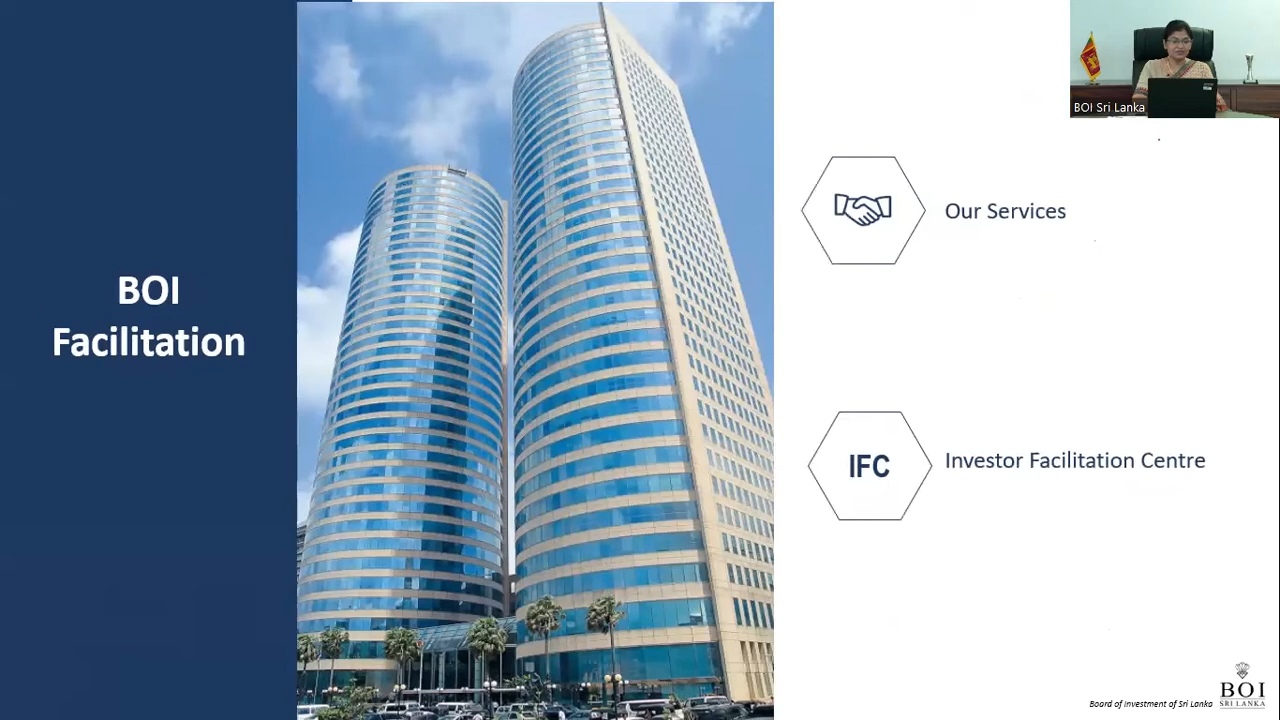 BOI
Facilitation
BOI Sri Lanka
Our Services
IFC
Investor Facilitation Centre
Board of Investment of Sri Lanka
BOI
SRI LANKA